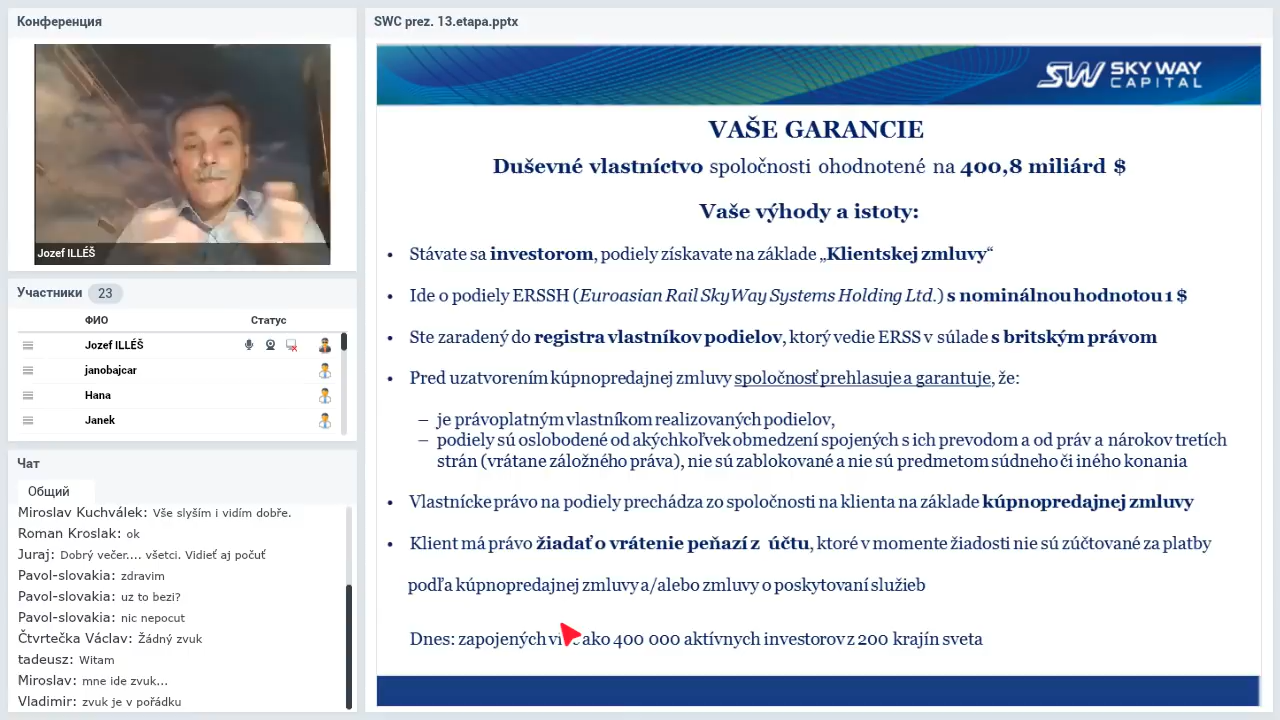 Конференция
Jozef ILLÉŠ
Участники 23
ФИО Статус
Jozef ILLÉŠ
janobajcar
Hana
Janek
Чат
Общий
Miroslav Kuchválek: Vše slyším i vidím dobře.
Roman Kroslak: ok
Juraj: Dobrý večer.... všetci. Vidieť aj počuť
Pavol-slovakia: zdravim
Pavol-slovakia: uz to bezi?
Pavol-slovakia: nic nepocut
Čtvrtečka Václav: Žádný zvuk
tadeusz: Witam
Miroslav: mne ide zvuk...
Vladimir: zvuk je v pořádku
SWC prez. 13.etapa.pptx
SW SKY WAY
CAPITAL
VAŠE GARANCIE
Duševné vlastníctvo spoločnosti ohodnotené na 400,8 miliárd $
Vaše výhody a istoty:
• Stávate sa investorom, podiely získavate na základe „Klientskej zmluvy“
• Ide o podiely ERSSH (Euroasian Rail SkyWay Systems Holding Ltd.) s nominálnou hodnotou 1 $
• Ste zaradený do registra vlastníkov podielov, ktorý vedie ERSS v súlade s britským právom
• Pred uzatvorením kúpnopredajnej zmluvy spoločnosť prehlasuje a garantuje, že:
– je právoplatným vlastníkom realizovaných podielov,
– podiely sú oslobodené od akýchkoľvek obmedzení spojených s ich prevodom a od práv a nárokov tretích
strán (vrátane záložného práva), nie sú zablokované a nie sú predmetom súdneho či iného konania
• Vlastnícke právo na podiely prechádza zo spoločnosti na klienta na základe kúpnopredajnej zmluvy
• Klient má právo žiadať o vrátenie peňazí z účtu, ktoré v momente žiadosti nie sú zúčtované za platby
podľa kúpnopredajnej zmluvy a/alebo zmluvy o poskytovaní služieb
Dnes: zapojených ako 400 000 aktívnych investorov z 200 krajín sveta